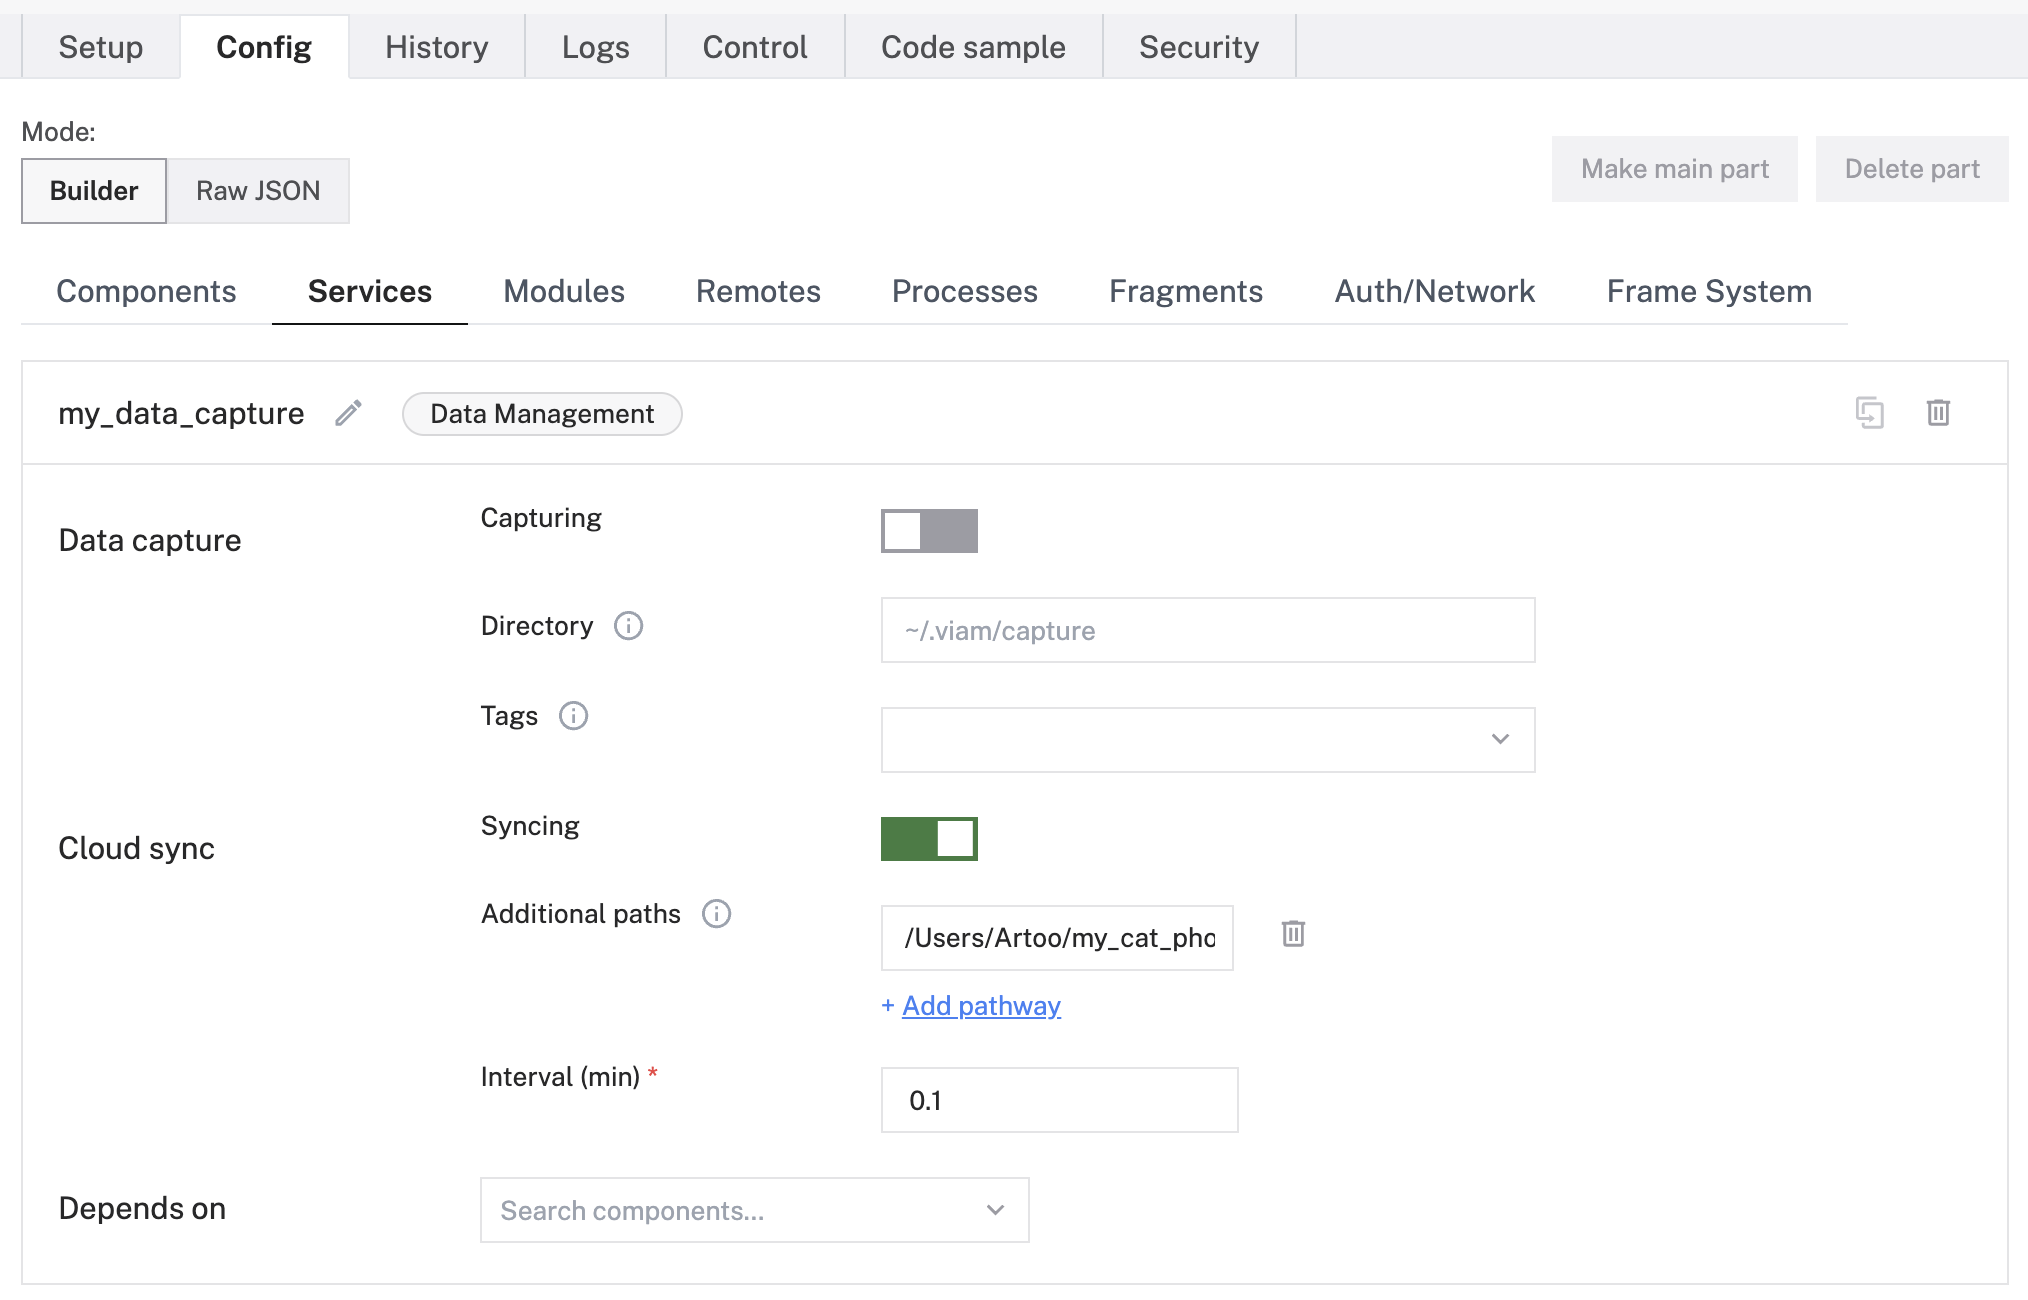 Setup Config History Logs Control Code sample Security
Mode:
Builder Raw JSON Make main part Delete part
Components Services Modules Remotes Processes Fragments Auth/Network Frame System
my_data_capture Data Management
Data capture Capturing
Directory ~/.viam/capture
Tags
Cloud sync Syncing
Additional paths /Users/Artoo/my_cat_pho
+ Add pathway
Interval (min) * 0.1
Depends on Search components...